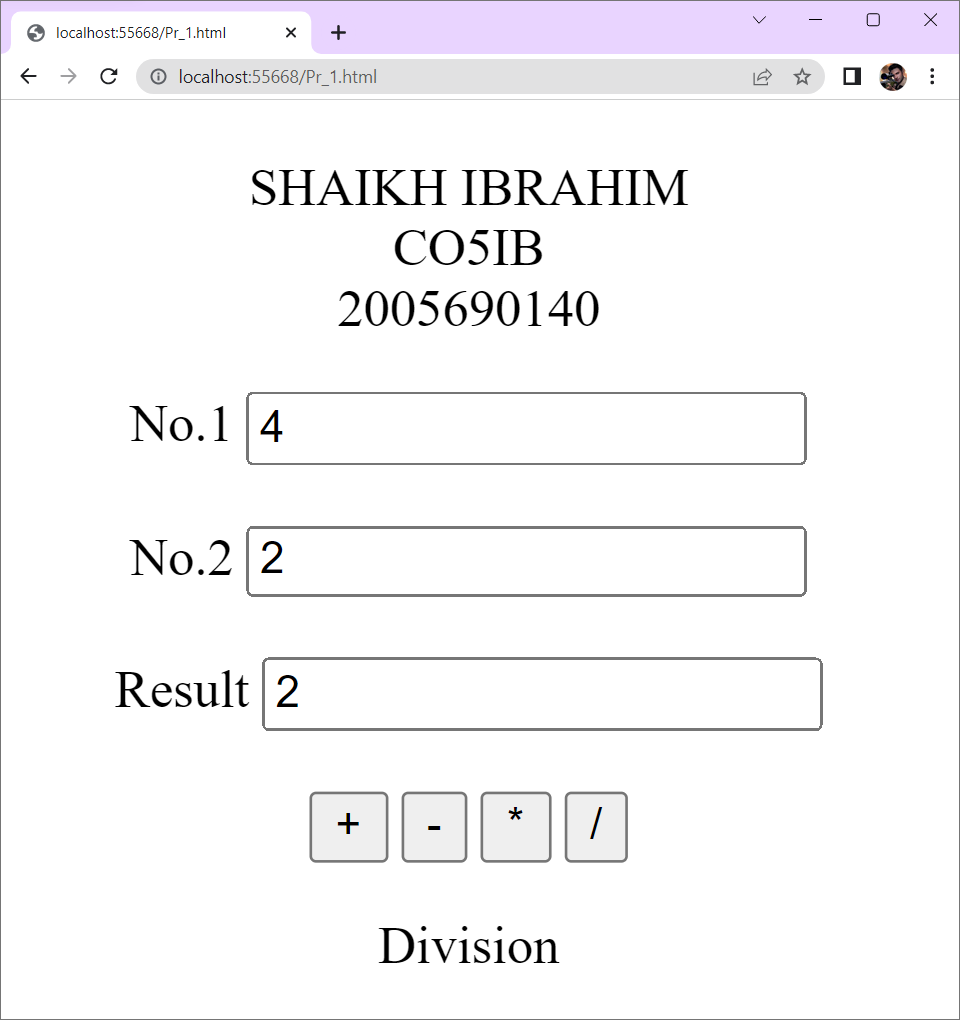 localhost:55668/Pr_1.html
localhost:55668/Pr_1.html
SHAIKH IBRAHIM
CO5IB
2005690140
No.1 4
No.2 2
Result 2
+ - * /
Division